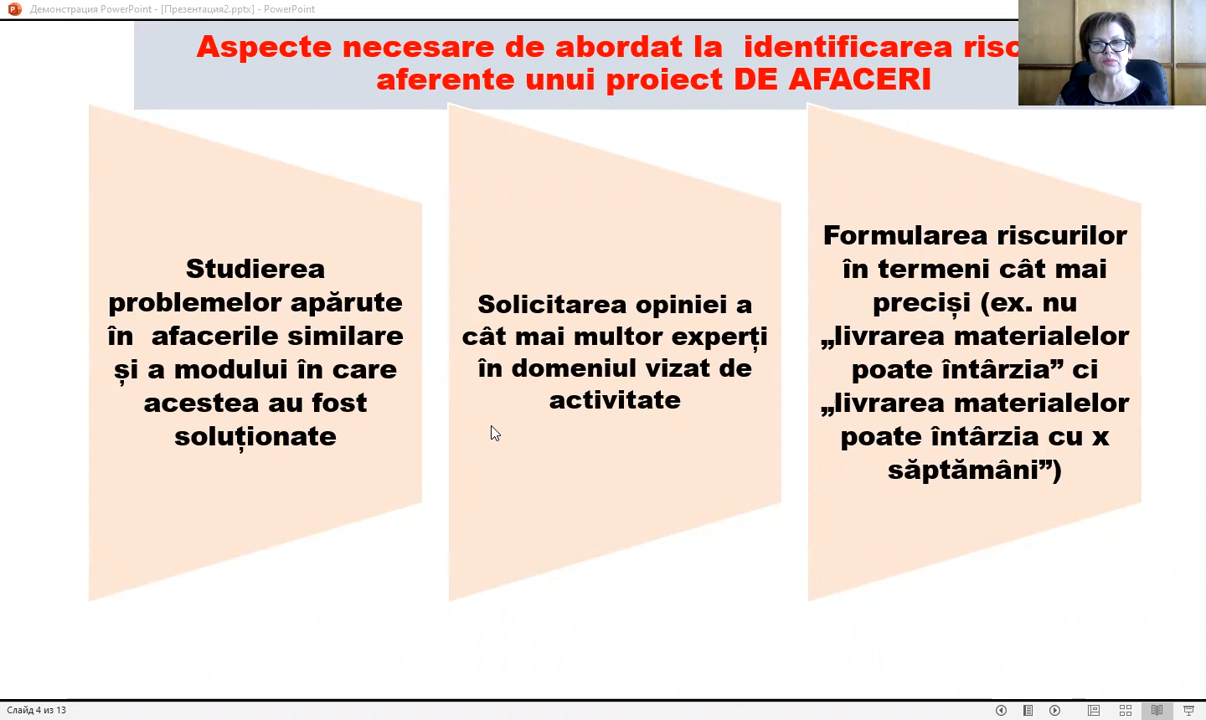 Демонстрация PowerPoint - [Презентация2.pptx] - PowerPoint
Aspecte necesare de abordat la identificarea
aferente unui proiect DE AFACERI
Studierea
problemelor apărute
în afacerile similare
și a modului în care
acestea au fost
soluționate
Solicitarea opiniei a
cât mai multor experți
în domeniul vizat de
activitate
Formularea riscurilor
în termeni cât mai
preciși (ex. nu
„livrarea materialelor
poate întârzia” ci
„livrarea materialelor
poate întârzia cu x
săptămâni”)
Слайд 4 из 13